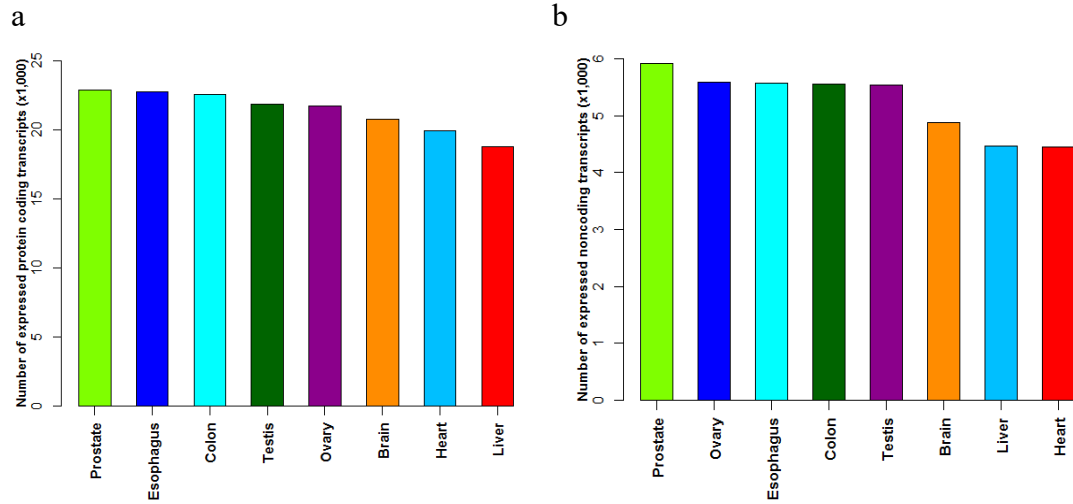 a
Number of expressed protein coding transcripts (x1,000)
25
20
15
10
5
0
Prostate
Esophagus
Colon
Testis
Ovary
Brain
Heart
Liver
b
Number of expressed noncoding transcripts (x1,000)
6
5
4
3
2
1
0
Prostate
Ovary
Esophagus
Colon
Testis
Brain
Liver
Heart